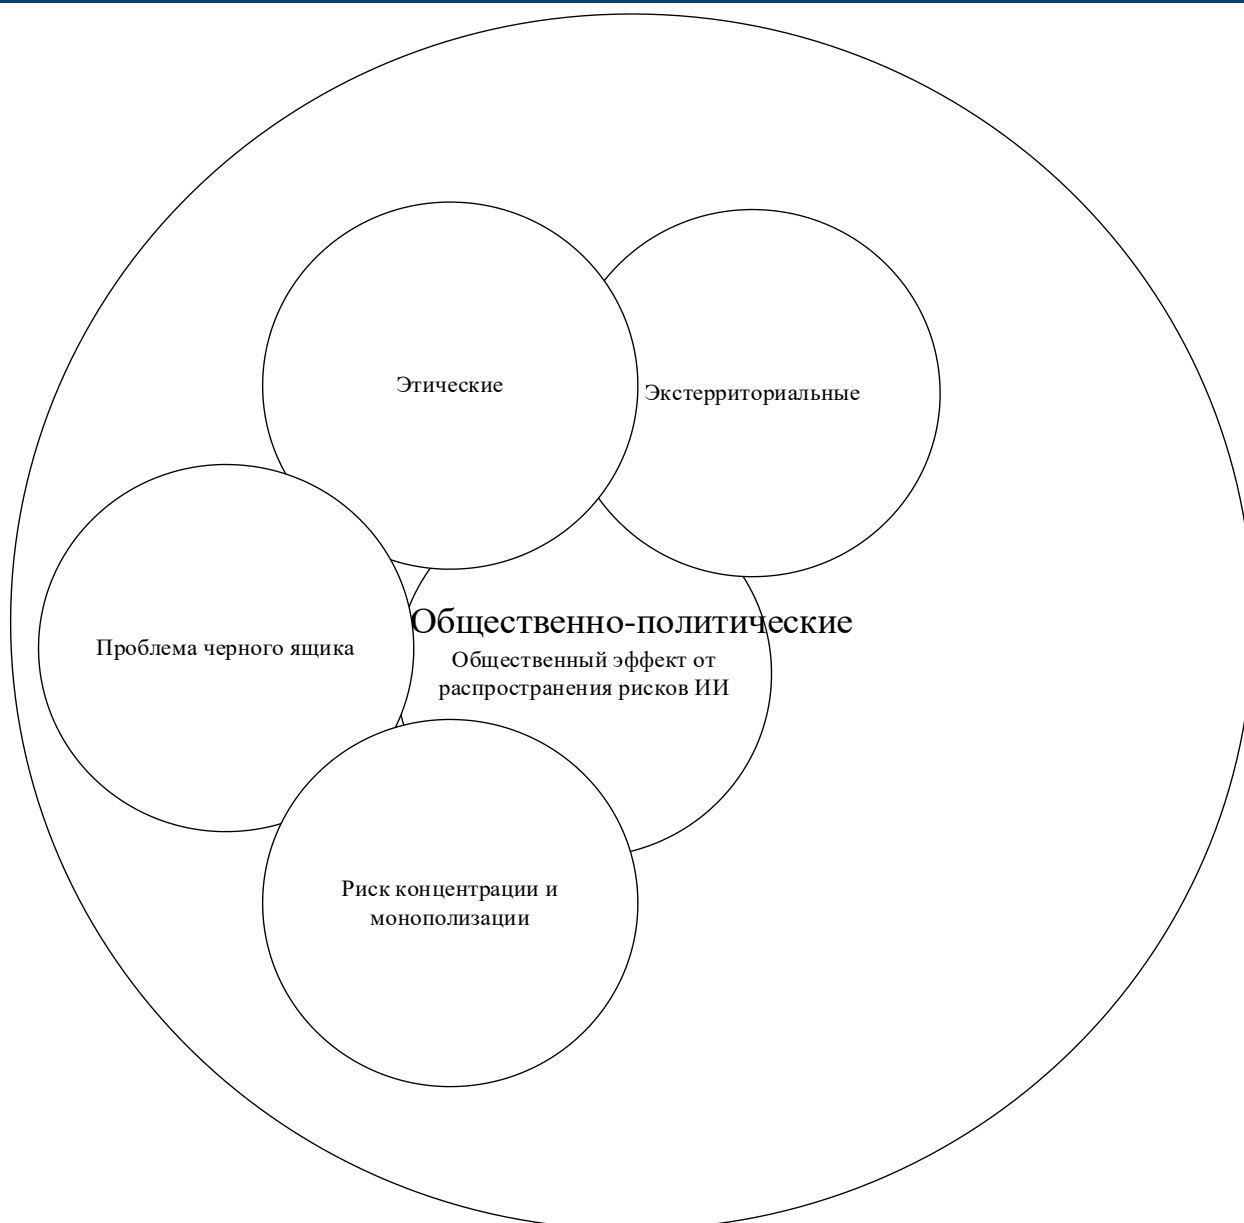 Этические
Экстерриториальные
Общественно-политические
Проблема черного ящика
Общественный эффект от
распространения рисков ИИ
Риск концентрации и
монополизации